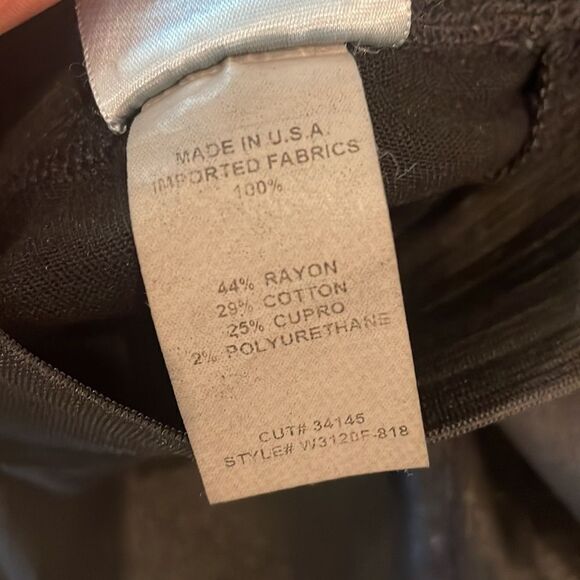 MADE IN U.S.A.
IMPORTED FABRICS
100%
44% RAYON
29% COTTON
25% CUPRO
2% POLYURETHANE
CUT# 34145
STYLE# W3120F-818